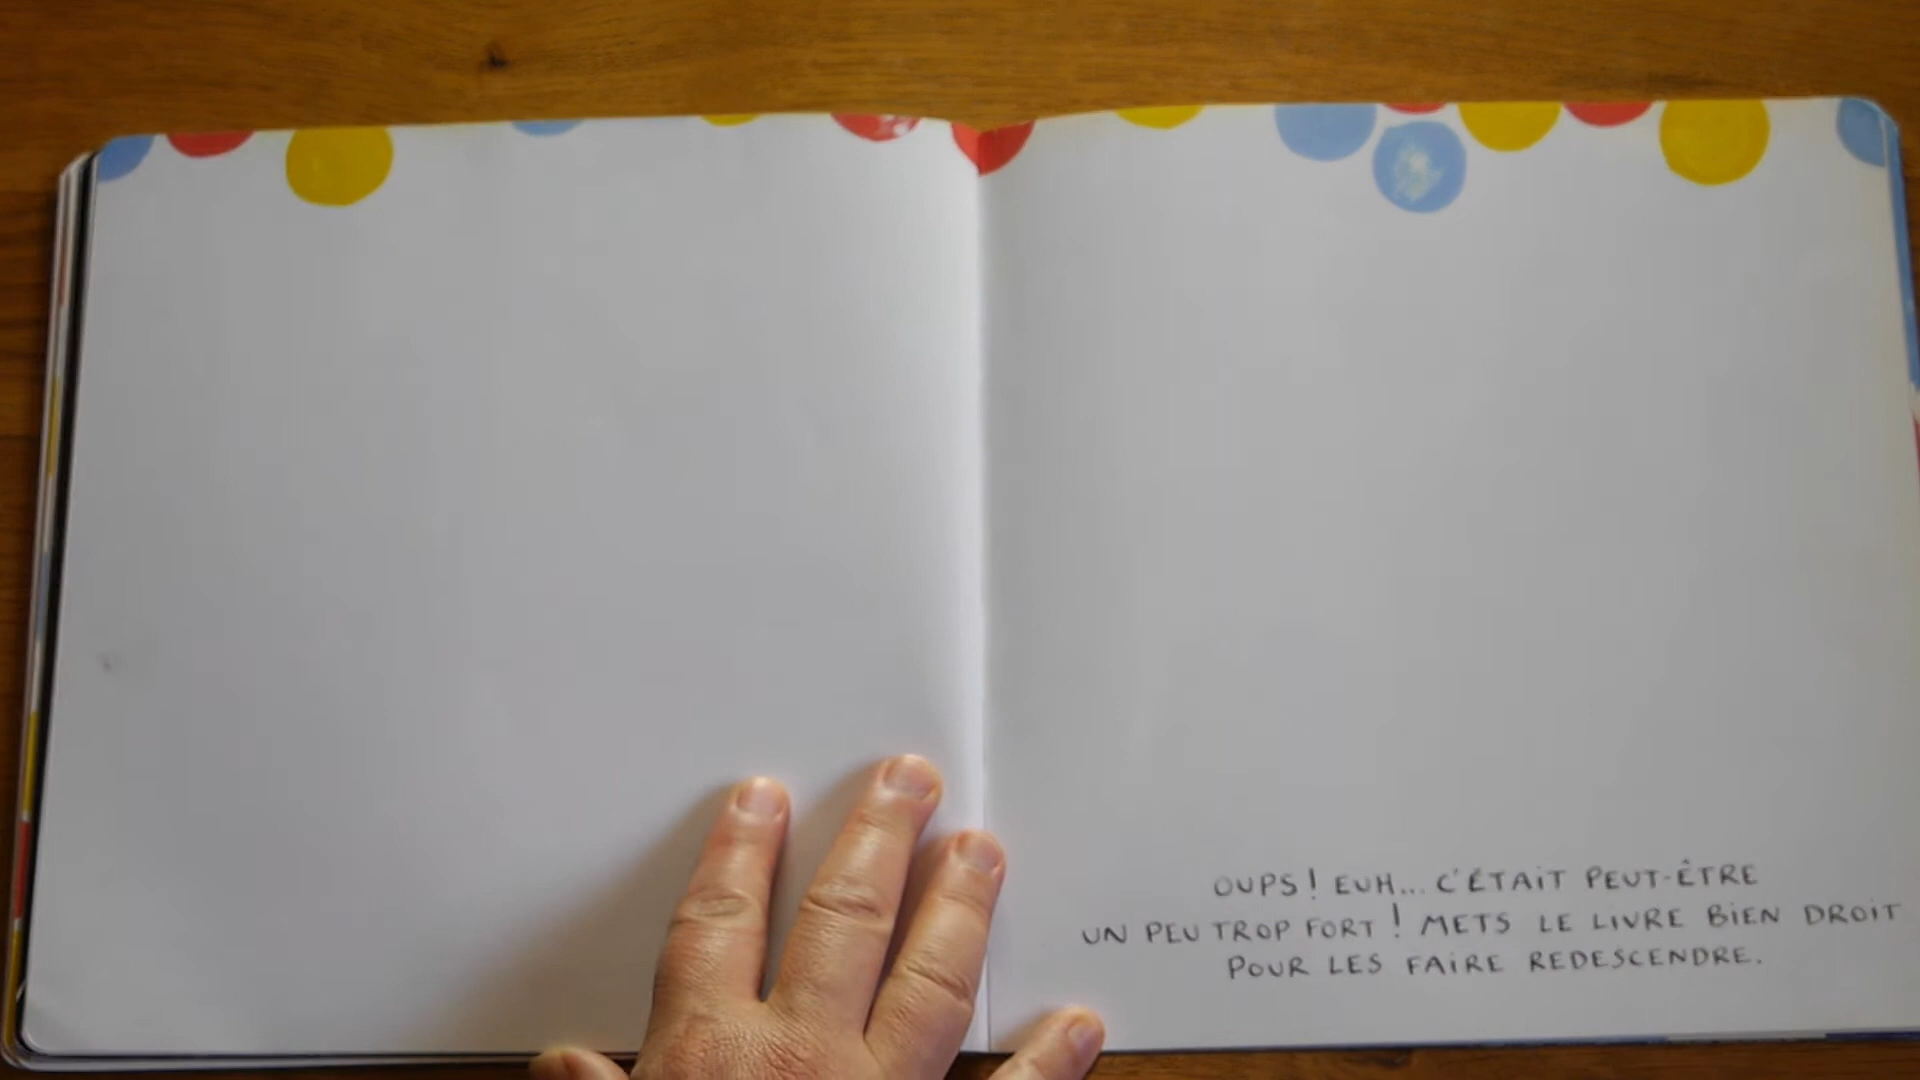 OUPS! EUH... C'ÉTAIT PEUT-ÊTRE
UN PEU TROP FORT! METS LE LIVRE BIEN DROIT
POUR LES FAIRE REDESCENDRE.